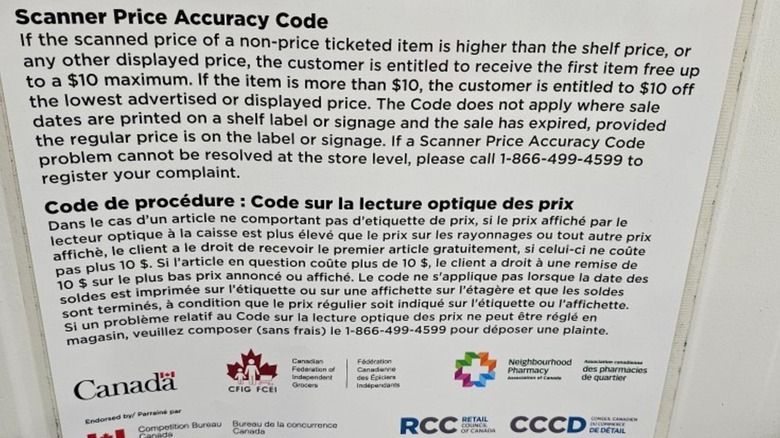 Scanner Price Accuracy Code
If the scanned price of a non-price ticketed item is higher than the shelf price, or
any other displayed price, the customer is entitled to receive the first item free up
to a $10 maximum. If the item is more than $10, the customer is entitled to $10 off
the lowest advertised or displayed price. The Code does not apply where sale
dates are printed on a shelf label or signage and the sale has expired, provided
the regular price is on the label or signage. If a Scanner Price Accuracy Code
problem cannot be resolved at the store level, please call 1-866-499-4599 to
register your complaint.
Code de procédure : Code sur la lecture optique des prix
Dans le cas d'un article ne comportant pas d'etiquette de prix, si le prix affiché par le
lecteur optique à la caisse est plus élevé que le prix sur les rayonnages ou tout autre prix
affichè, le client a le droit de recevoir le premier article gratuitement, si celui-ci ne coûte
pas plus 10 $. Si l'article en question coûte plus de 10 $, le client a droit à une remise de
10 $ sur le plus bas prix annoncé ou affiché. Le code ne s'applique pas lorsque la date des
soldes est imprimée sur l'étiquette ou sur une affichette sur l'étagère et que les soldes
sont terminés, à condition que le prix régulier soit indiqué sur l'étiquette ou l'affichette.
Si un problème relatif au Code sur la lecture optique des prix ne peut être réglé en
magasin, veuillez composer (sans frais) le 1-866-499-4599 pour déposer une plainte.
Canada
CFIG FCEI
Canadian
Federation of
Independent
Grocers
Fédération
Canadienne
des Épiciers
Indépendants
Neighbourhood
Pharmacy
Association of Canada
Association canadienne
des pharmacies
de quartier
Endorsed by/ Parrainé par
Competition Bureau
Canada
Bureau de la concurrence
Canada
RCC RETAIL
COUNCIL
OF CANADA
CCCD CONSEIL CANADIEN
DU COMMERCE
DE DÉTAIL